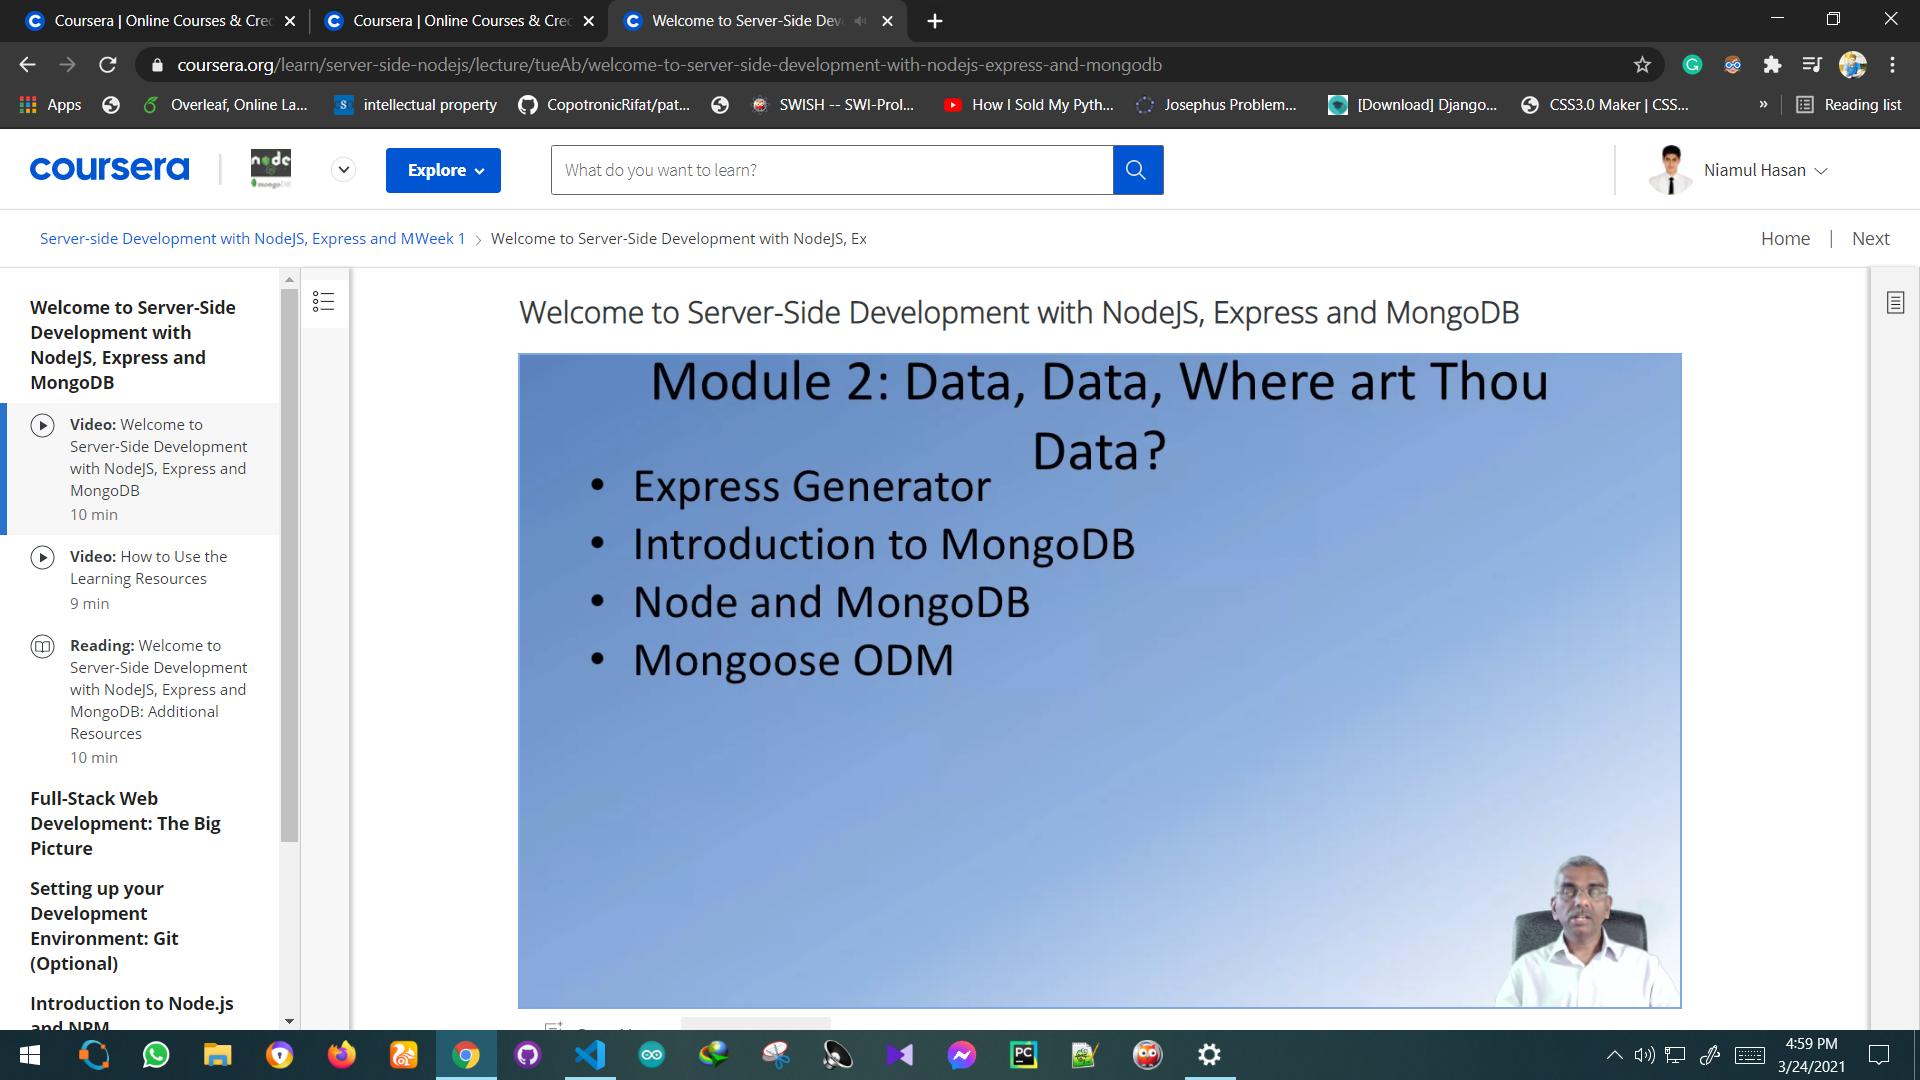 Coursera | Online Courses & Cre
Coursera | Online Courses & Cre
Welcome to Server-Side Dev
coursera.org/learn/server-side-nodejs/lecture/tueAb/welcome-to-server-side-development-with-nodejs-express-and-mongodb
Apps
Overleaf, Online La...
intellectual property
CopotronicRifat/pat...
SWISH -- SWI-Prol...
How I Sold My Pyth...
Josephus Problem...
[Download] Django...
CSS3.0 Maker | CSS...
»
Reading list
coursera
node
mongoDB
Explore
What do you want to learn?
Niamul Hasan
Server-side Development with NodeJS, Express and MWeek 1 > Welcome to Server-Side Development with NodeJS, Ex
Home | Next
Welcome to Server-Side
Development with
NodeJS, Express and
MongoDB
Video: Welcome to
Server-Side Development
with NodeJS, Express and
MongoDB
10 min
Video: How to Use the
Learning Resources
9 min
Reading: Welcome to
Server-Side Development
with NodeJS, Express and
MongoDB: Additional
Resources
10 min
Full-Stack Web
Development: The Big
Picture
Setting up your
Development
Environment: Git
(Optional)
Introduction to Node.js
and NPM
Welcome to Server-Side Development with NodeJS, Express and MongoDB
Module 2: Data, Data, Where art Thou
Data?
• Express Generator
• Introduction to MongoDB
• Node and MongoDB
• Mongoose ODM
PC
4:59 PM
3/24/2021